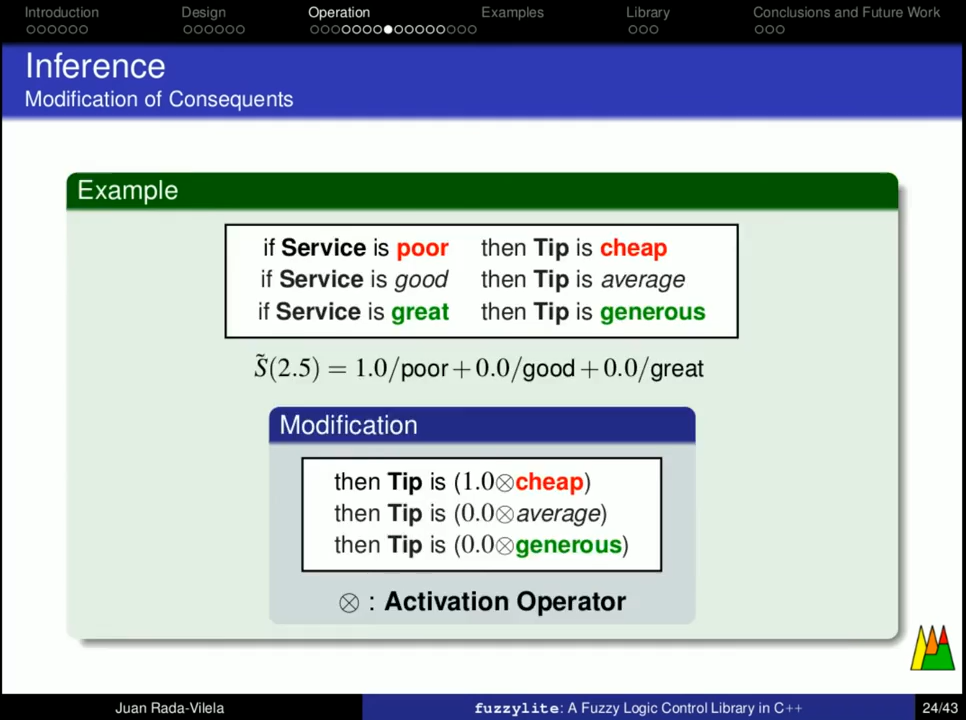 Introduction Design Operation Examples Library Conclusions and Future Work
Inference
Modification of Consequents
Example
if Service is poor then Tip is cheap
if Service is good then Tip is average
if Service is great then Tip is generous
S̃(2.5) = 1.0/poor + 0.0/good + 0.0/great
Modification
then Tip is (1.0⊗cheap)
then Tip is (0.0⊗average)
then Tip is (0.0⊗generous)
⊗ : Activation Operator
Juan Rada-Vilela fuzzylite: A Fuzzy Logic Control Library in C++ 24/43